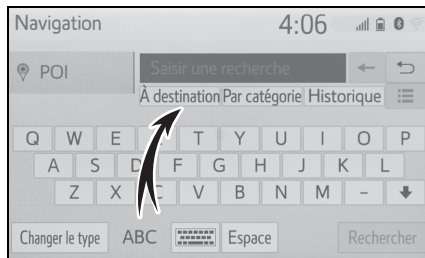 Navigation 4:06
POI Saisir une recherche
À destination Par catégorie Historique
Q W E T Y U I O P
A S D F G H J K L
Z X C V B N M -
Changer le type ABC Espace Rechercher